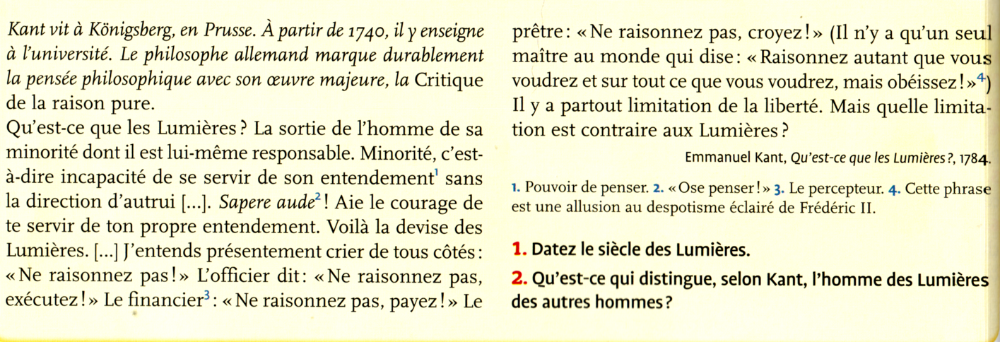 Kant vit à Königsberg, en Prusse. À partir de 1740, il y enseigne
à l'université. Le philosophe allemand marque durablement
la pensée philosophique avec son œuvre majeure, la Critique
de la raison pure.
Qu'est-ce que les Lumières ? La sortie de l'homme de sa
minorité dont il est lui-même responsable. Minorité, c'est-
à-dire incapacité de se servir de son entendement¹ sans
la direction d'autrui [...]. Sapere aude² ! Aie le courage de
te servir de ton propre entendement. Voilà la devise des
Lumières. [...] J'entends présentement crier de tous côtés :
« Ne raisonnez pas ! » L'officier dit : « Ne raisonnez pas,
exécutez ! » Le financier³ : « Ne raisonnez pas, payez ! » Le
prêtre : « Ne raisonnez pas, croyez ! » (Il n'y a qu'un seul
maître au monde qui dise : « Raisonnez autant que vous
voudrez et sur tout ce que vous voudrez, mais obéissez ! »⁴)
Il y a partout limitation de la liberté. Mais quelle limita-
tion est contraire aux Lumières ?
Emmanuel Kant, Qu'est-ce que les Lumières ?, 1784.
1. Pouvoir de penser. 2. « Ose penser ! » 3. Le percepteur. 4. Cette phrase
est une allusion au despotisme éclairé de Frédéric II.
1. Datez le siècle des Lumières.
2. Qu'est-ce qui distingue, selon Kant, l'homme des Lumières
des autres hommes ?